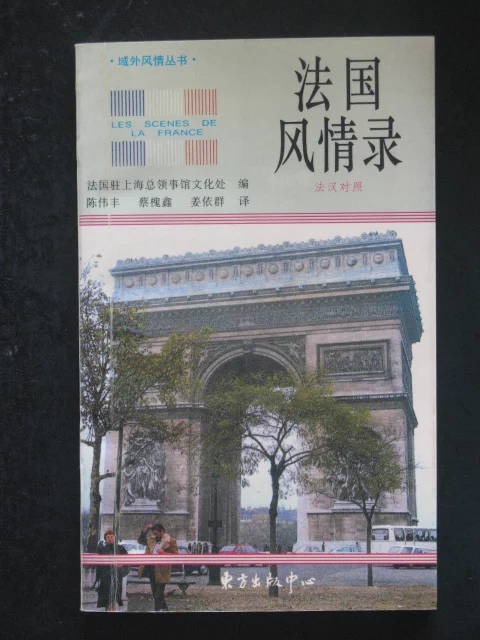 ·域外风情丛书·
LES SCENES DE
LA FRANCE
法国
风情录
法汉对照
法国驻上海总领事馆文化处 编
陈伟丰 蔡槐鑫 姜依群 译
东方出版中心